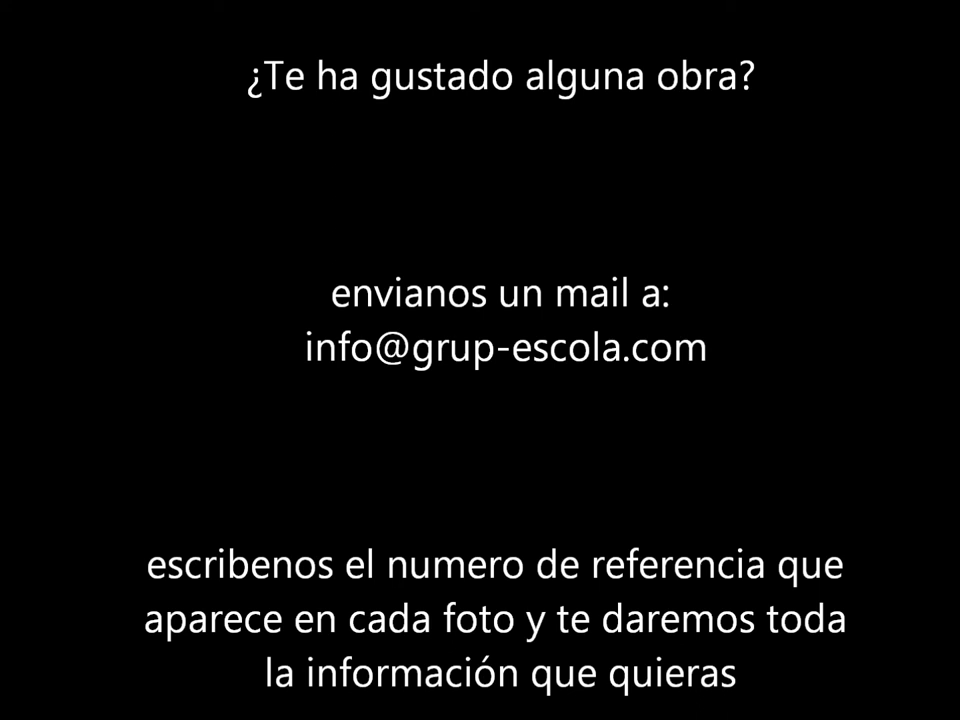 ¿Te ha gustado alguna obra?
envianos un mail a:
info@grup-escola.com
escribenos el numero de referencia que
aparece en cada foto y te daremos toda
la información que quieras